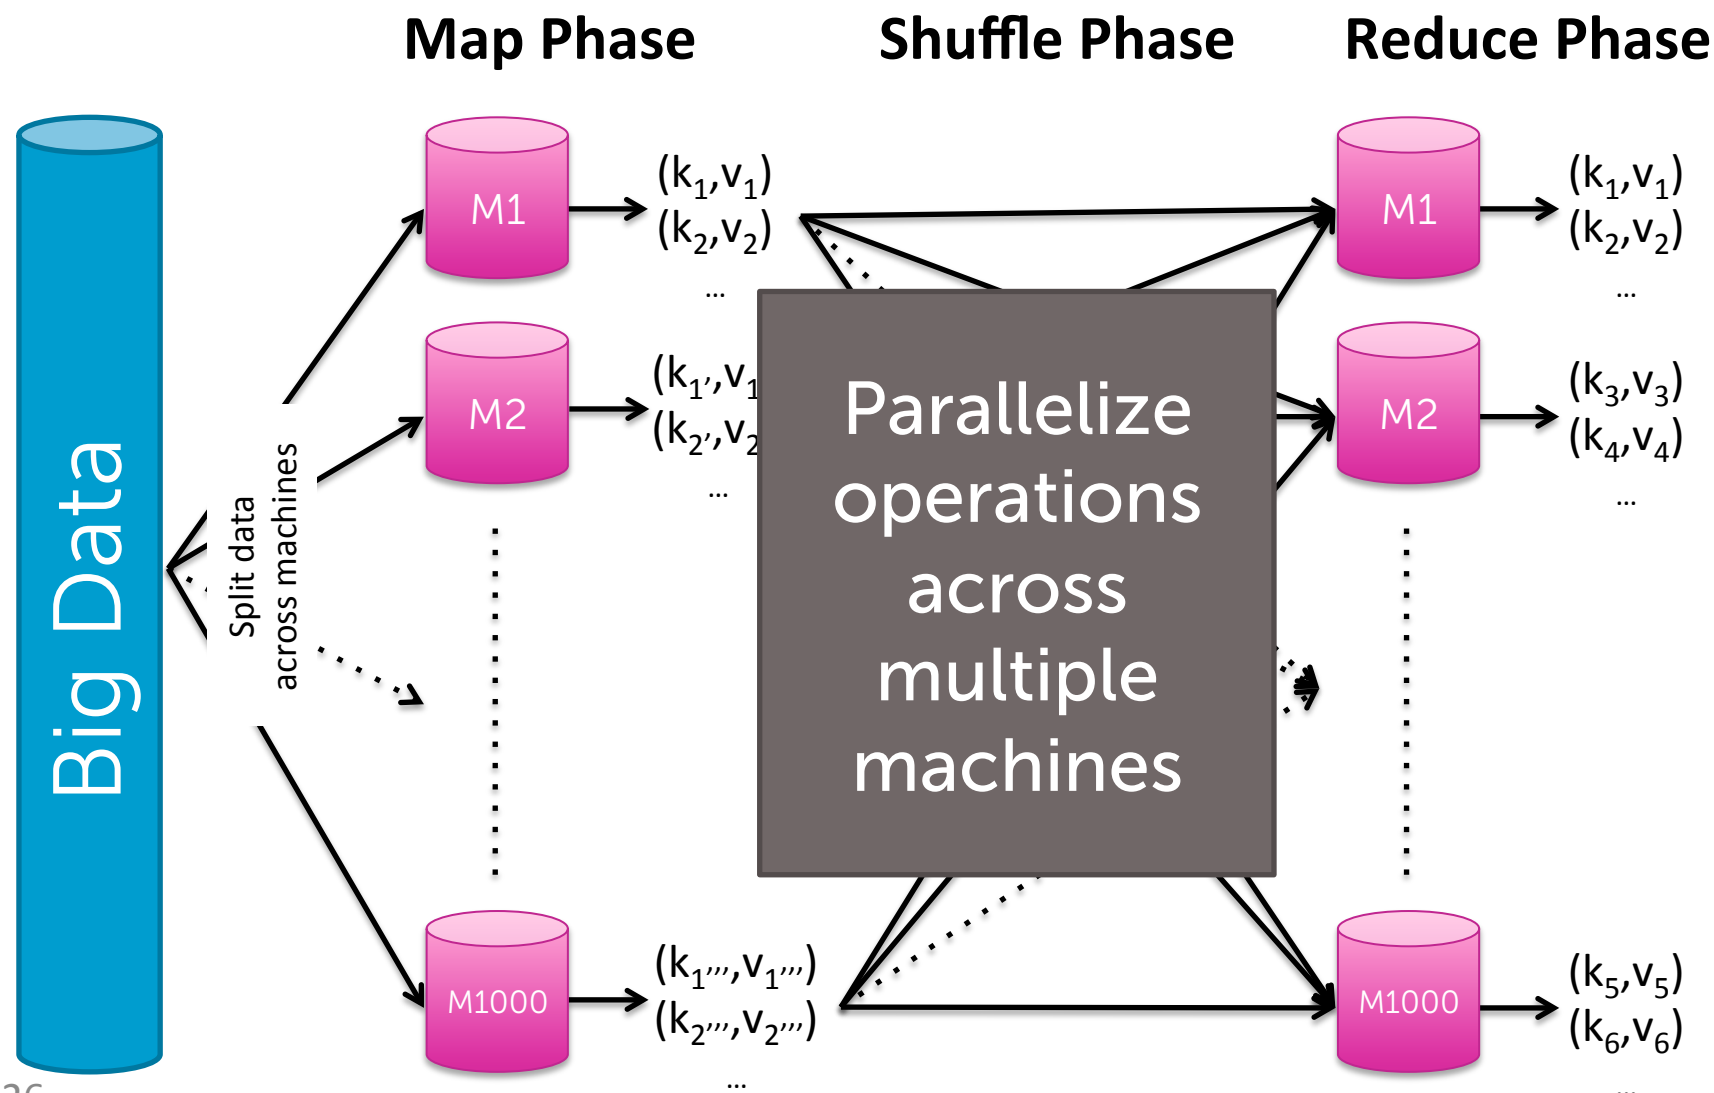 Map Phase
Shuffle Phase
Reduce Phase
Big Data
Split data
across machines
M1
(k1,v1)
(k2,v2)
...
M2
(k1’,v1
(k2’,v2
...
M1000
(k1’’’,v1’’’)
(k2’’’,v2’’’)
...
Parallelize
operations
across
multiple
machines
M1
(k1,v1)
(k2,v2)
...
M2
(k3,v3)
(k4,v4)
...
M1000
(k5,v5)
(k6,v6)
...